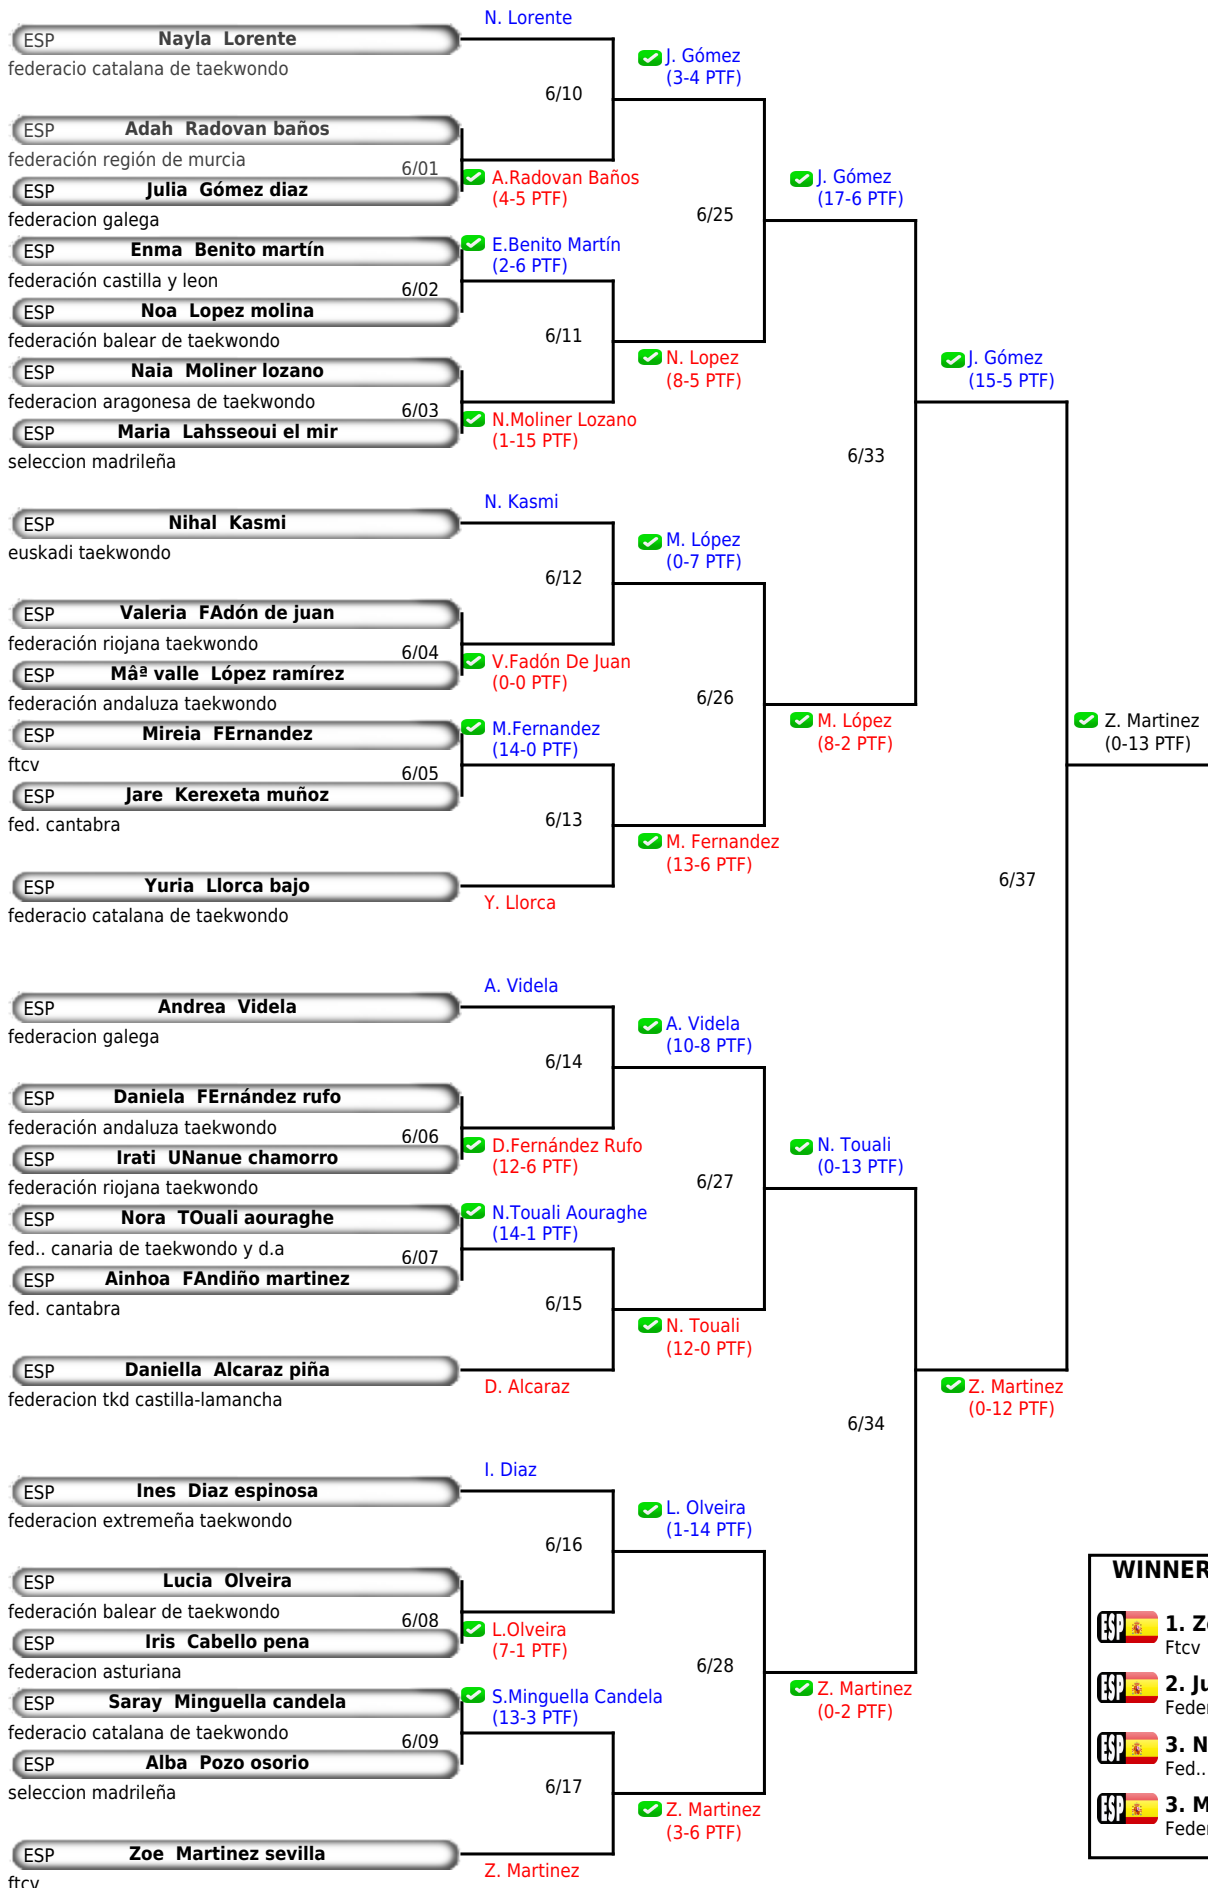 N. Lorente
ESP Nayla Lorente
federacio catalana de taekwondo
J. Gómez
(3-4 PTF)
6/10
ESP Adah Radovan baños
federación región de murcia
6/01
A.Radovan Baños
(4-5 PTF)
ESP Julia Gómez diaz
federacion galega
J. Gómez
(17-6 PTF)
6/25
ESP Enma Benito martín
E.Benito Martín
(2-6 PTF)
federación castilla y leon
6/02
ESP Noa Lopez molina
federación balear de taekwondo
6/11
N. Lopez
(8-5 PTF)
J. Gómez
(15-5 PTF)
ESP Naia Moliner lozano
federacion aragonesa de taekwondo
6/03
N.Moliner Lozano
(1-15 PTF)
ESP Maria Lahsseoui el mir
seleccion madrileña
6/33
N. Kasmi
ESP Nihal Kasmi
euskadi taekwondo
M. López
(0-7 PTF)
6/12
ESP Valeria FAdón de juan
federación riojana taekwondo
6/04
V.Fadón De Juan
(0-0 PTF)
ESP Mâª valle López ramírez
federación andaluza taekwondo
6/26
M. López
(8-2 PTF)
Z. Martinez
(0-13 PTF)
ESP Mireia FErnandez
M.Fernandez
(14-0 PTF)
ftcv
6/05
ESP Jare Kerexeta muñoz
fed. cantabra
6/13
M. Fernandez
(13-6 PTF)
6/37
ESP Yuria Llorca bajo
federacio catalana de taekwondo
Y. Llorca
A. Videla
ESP Andrea Videla
federacion galega
A. Videla
(10-8 PTF)
6/14
ESP Daniela FErnández rufo
federación andaluza taekwondo
6/06
D.Fernández Rufo
(12-6 PTF)
ESP Irati UNanue chamorro
federación riojana taekwondo
N. Touali
(0-13 PTF)
6/27
ESP Nora TOuali aouraghe
N.Touali Aouraghe
(14-1 PTF)
fed.. canaria de taekwondo y d.a
6/07
ESP Ainhoa FAndiño martinez
fed. cantabra
6/15
N. Touali
(12-0 PTF)
ESP Daniella Alcaraz piña
federacion tkd castilla-lamancha
D. Alcaraz
Z. Martinez
(0-12 PTF)
6/34
I. Diaz
ESP Ines Diaz espinosa
federacion extremeña taekwondo
L. Olveira
(1-14 PTF)
6/16
ESP Lucia Olveira
federación balear de taekwondo
6/08
L.Olveira
(7-1 PTF)
ESP Iris Cabello pena
federacion asturiana
6/28
Z. Martinez
(0-2 PTF)
ESP Saray Minguella candela
S.Minguella Candela
(13-3 PTF)
federacio catalana de taekwondo
6/09
ESP Alba Pozo osorio
seleccion madrileña
6/17
Z. Martinez
(3-6 PTF)
ESP Zoe Martinez sevilla
ftcv
Z. Martinez
WINNER
ESP 1. Z
Ftcv
ESP 2. Ju
Feder
ESP 3. N
Fed..
ESP 3. M
Feder